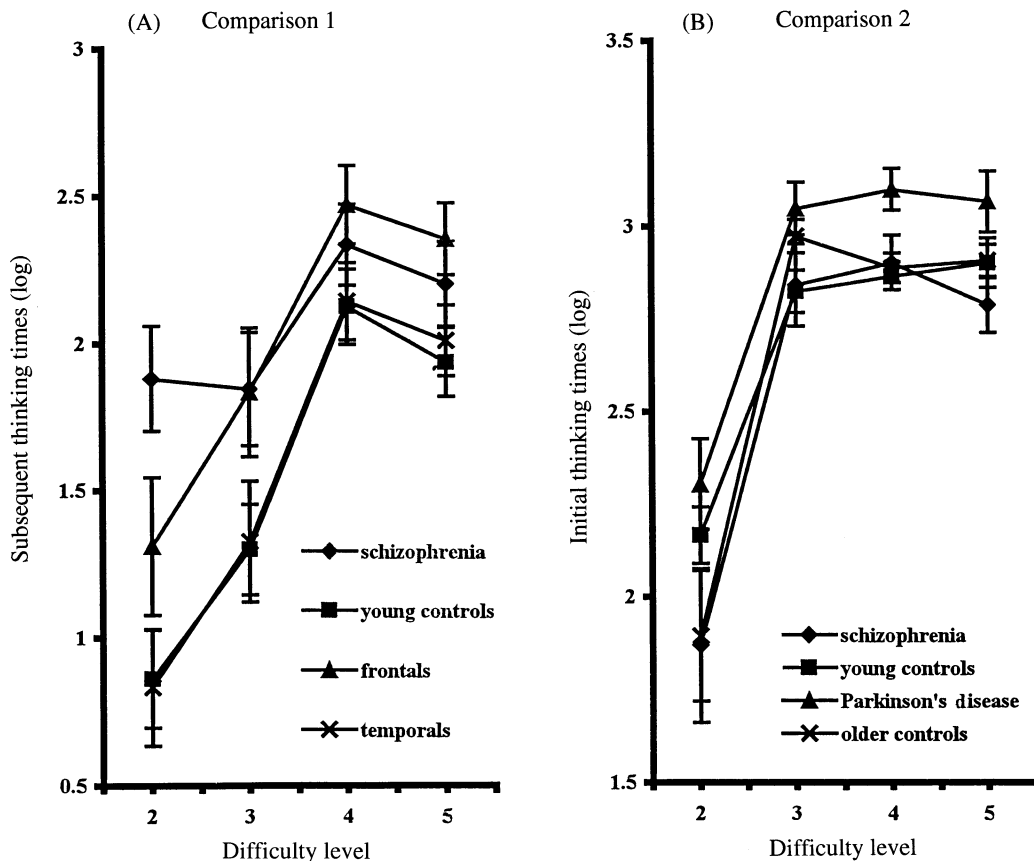 (A) Comparison 1
3
2.5
2
1.5
1
0.5
Subsequent thinking times (log)
2 3 4 5
Difficulty level
schizophrenia
young controls
frontals
temporals
(B) Comparison 2
3.5
3
2.5
2
1.5
Initial thinking times (log)
2 3 4 5
Difficulty level
schizophrenia
young controls
Parkinson's disease
older controls